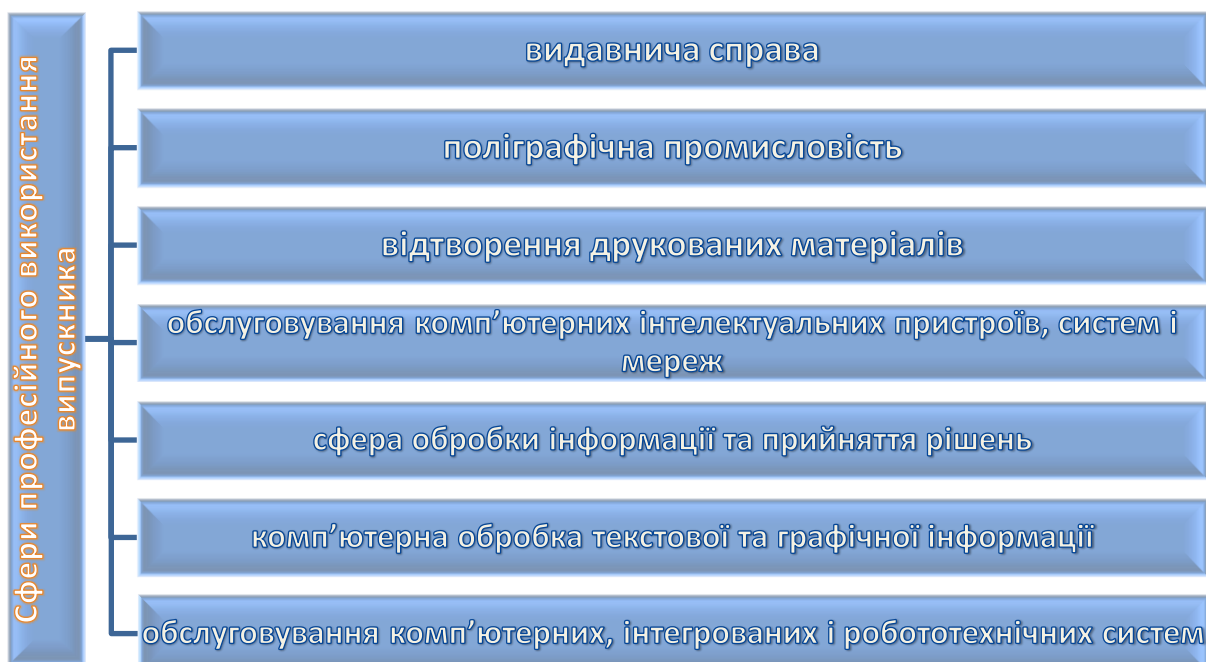 Сфери професійного використання
випускника
видавнича справа
поліграфічна промисловість
відтворення друкованих матеріалів
обслуговування комп’ютерних інтелектуальних пристроїв, систем і
мереж
сфера обробки інформації та прийняття рішень
комп’ютерна обробка текстової та графічної інформації
обслуговування комп’ютерних, інтегрованих і робототехнічних систем